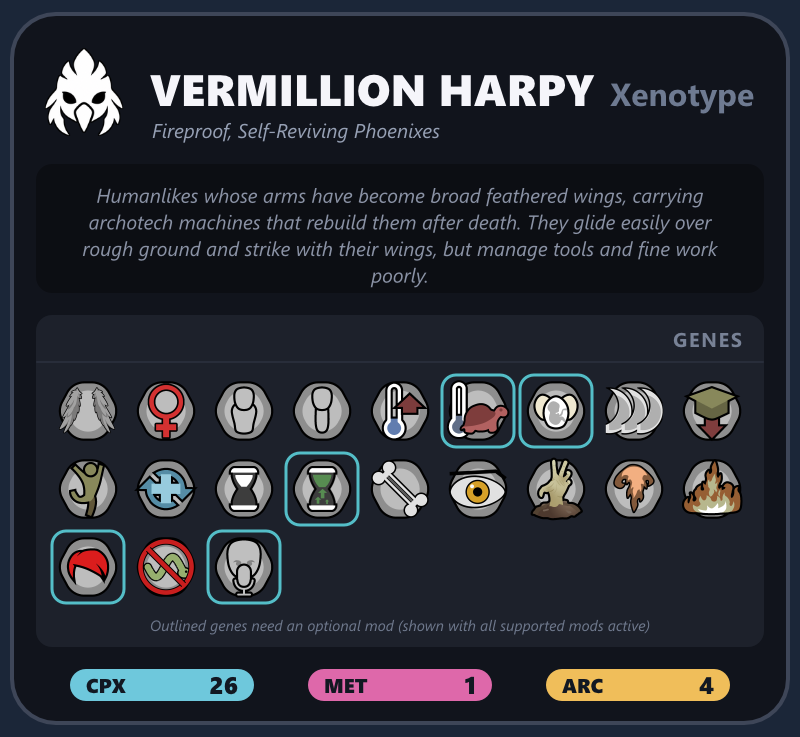 VERMILLION HARPY Xenotype
Fireproof, Self-Reviving Phoenixes
Humanlikes whose arms have become broad feathered wings, carrying
archotech machines that rebuild them after death. They glide easily over
rough ground and strike with their wings, but manage tools and fine work
poorly.
GENES
Outlined genes need an optional mod (shown with all supported mods active)
CPX 26 MET 1 ARC 4